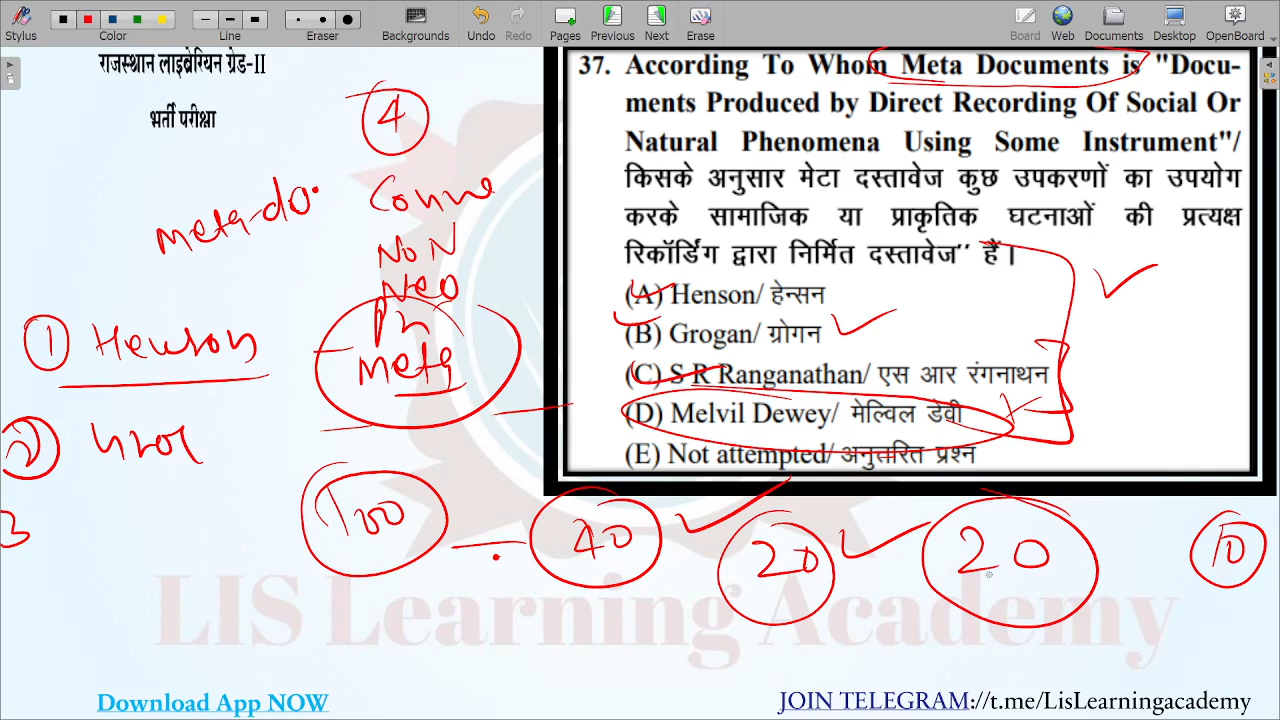 Stylus
Color
Line
Eraser
Backgrounds
Undo
Redo
Pages
Previous
Next
Erase
Board
Web
Documents
Desktop
OpenBoard
राजस्थान लाइब्रेरियन ग्रेड-II
भर्ती परीक्षा
4
Meta-do.
NoN
Neo
Meta
1 Henson
2
3
100
40
20
20
10
37. According To Whom Meta Documents is "Docu-
ments Produced by Direct Recording Of Social Or
Natural Phenomena Using Some Instrument"/
किसके अनुसार मेटा दस्तावेज कुछ उपकरणों का उपयोग
करके सामाजिक या प्राकृतिक घटनाओं की प्रत्यक्ष
रिकॉर्डिंग द्वारा निर्मित दस्तावेज'' हैं।
(A) Henson/ हेन्सन
(B) Grogan/ ग्रोगन
(C) S R Ranganathan/ एस आर रंगनाथन
(D) Melvil Dewey/ मेल्विल डेवी
(E) Not attempted/ अनुतरित प्रश्न
LIS Learning Academy
Download App NOW
JOIN TELEGRAM://t.me/LisLearningacademy